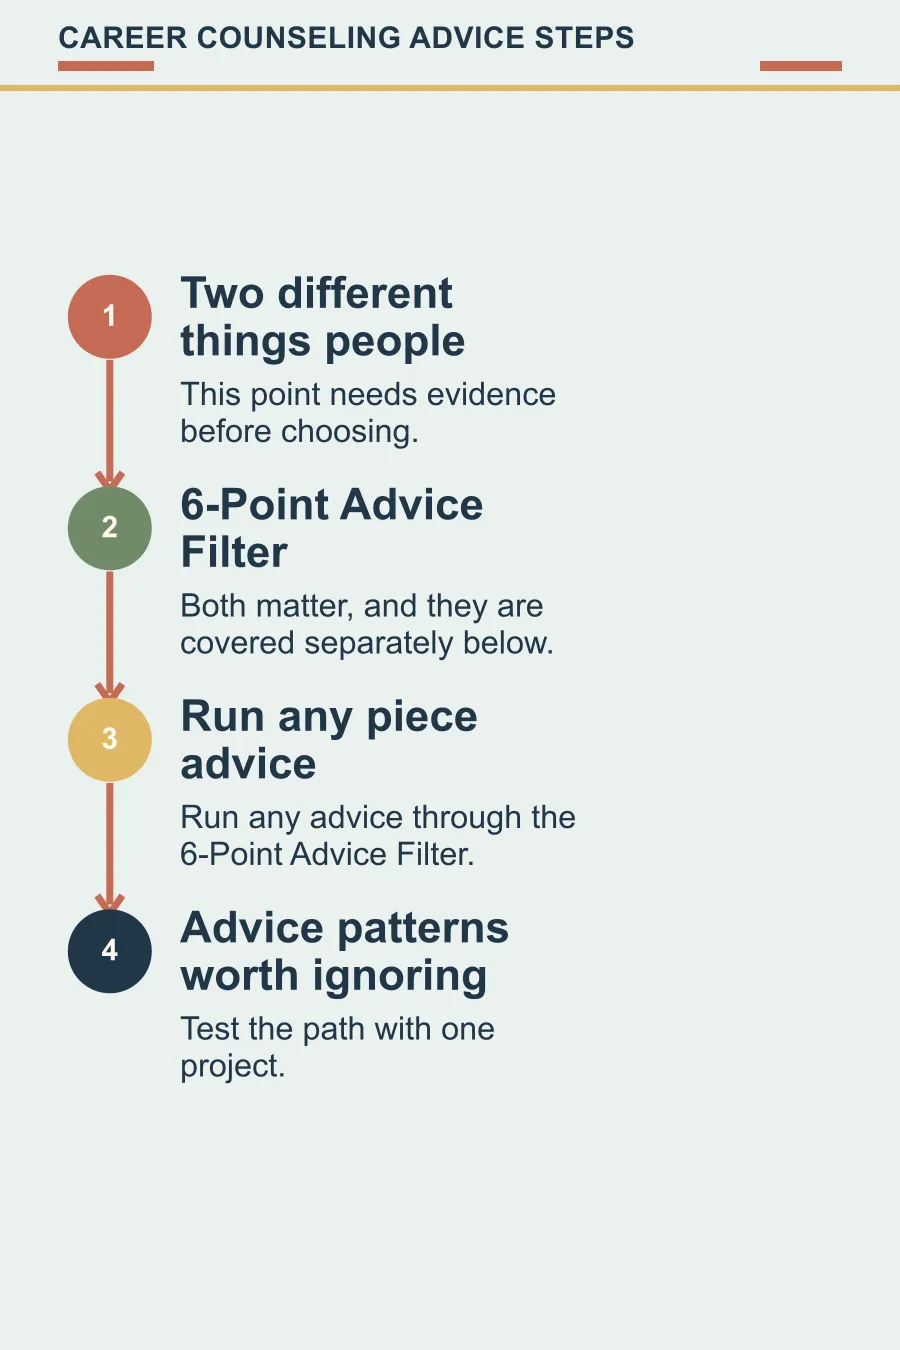 CAREER COUNSELING ADVICE STEPS
1
Two different
things people
This point needs evidence
before choosing.
2
6-Point Advice
Filter
Both matter, and they are
covered separately below.
3
Run any piece
advice
Run any advice through the
6-Point Advice Filter.
4
Advice patterns
worth ignoring
Test the path with one
project.